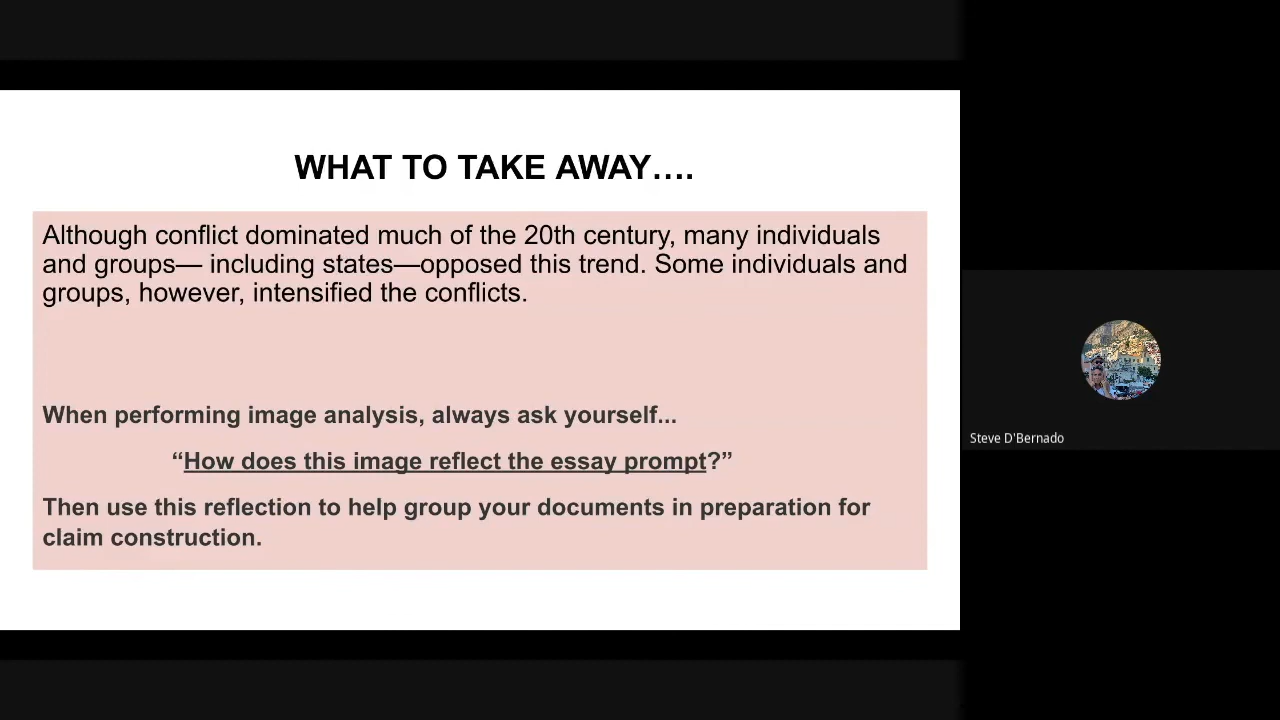 WHAT TO TAKE AWAY….
Although conflict dominated much of the 20th century, many individuals
and groups— including states—opposed this trend. Some individuals and
groups, however, intensified the conflicts.
When performing image analysis, always ask yourself...
“How does this image reflect the essay prompt?”
Then use this reflection to help group your documents in preparation for
claim construction.
Steve D'Bernado